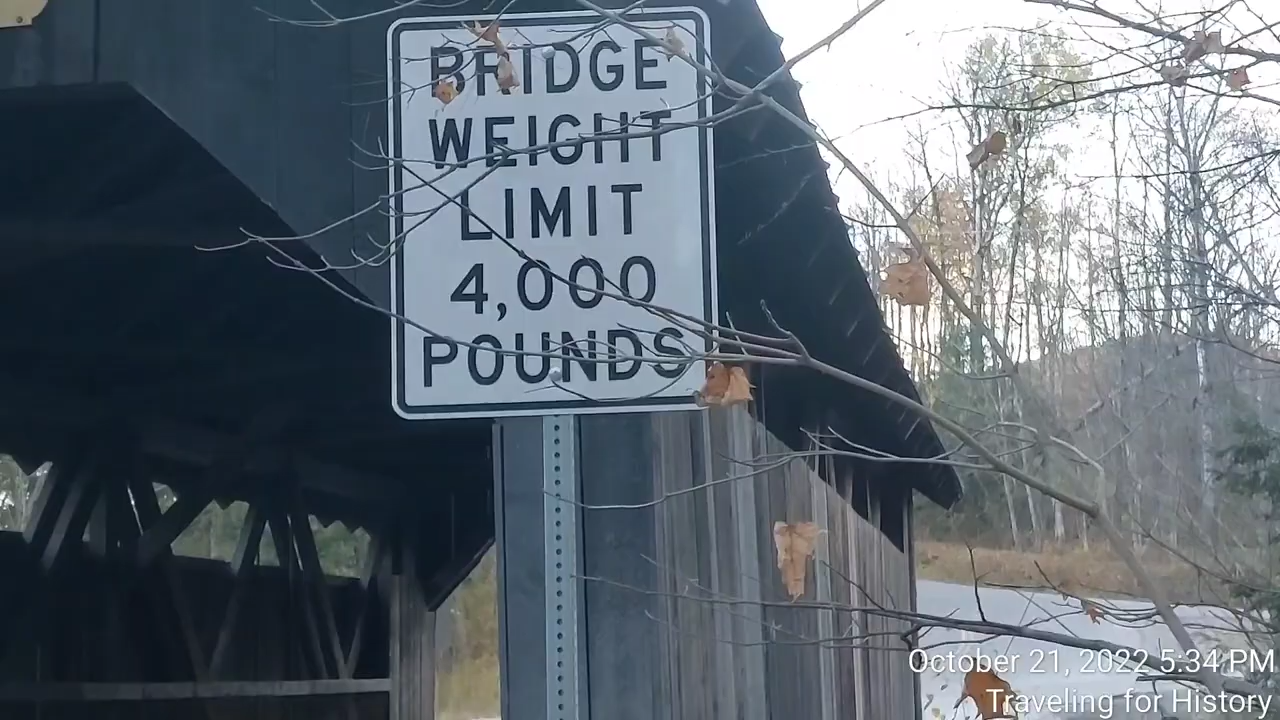 BRIDGE
WEIGHT
LIMIT
4,000
POUNDS
October 21, 2022 5:34 PM
Traveling for History